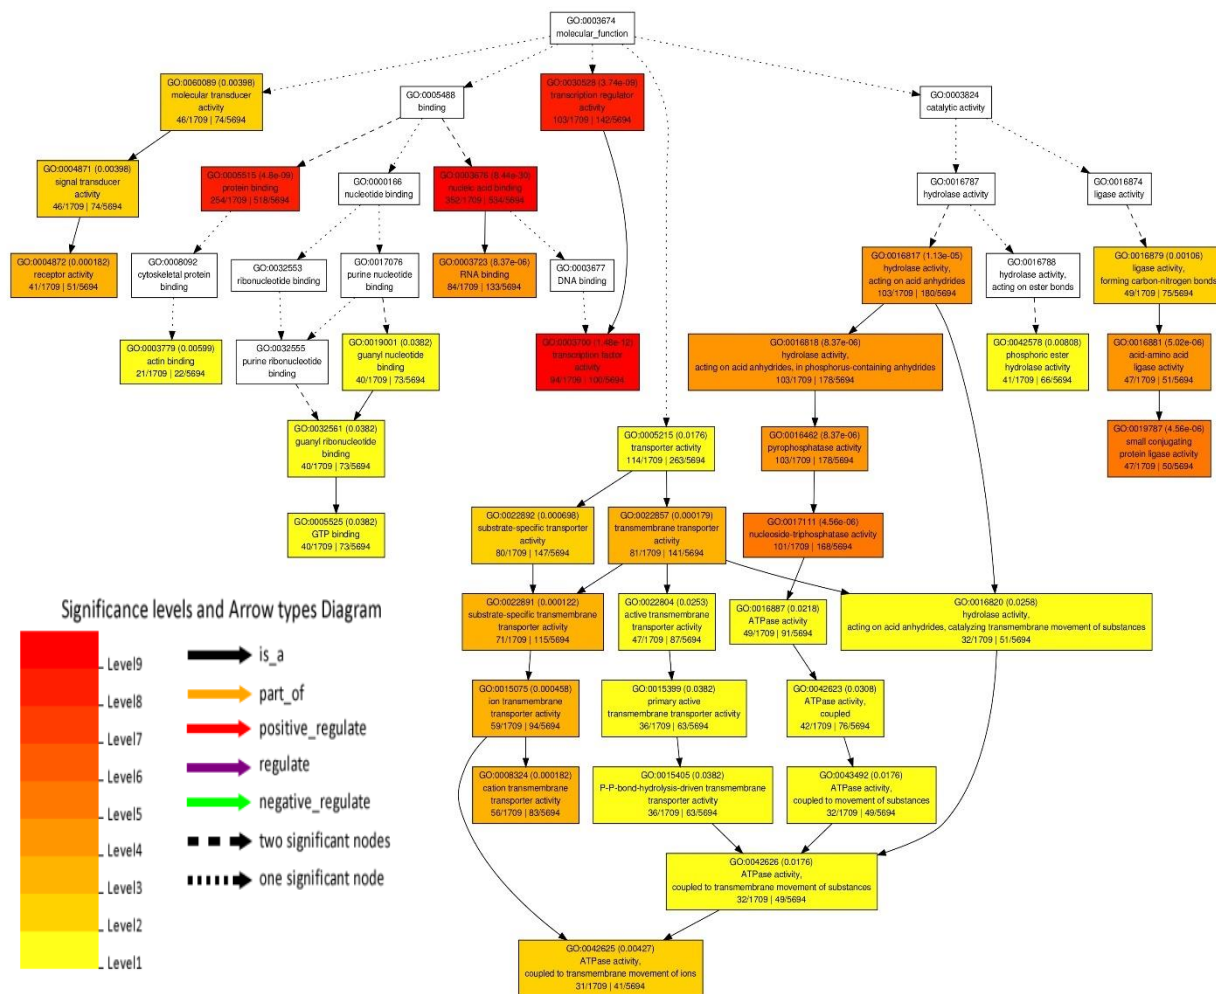 GO:0003674
molecular_function
GO:0060089 (0.00398)
molecular transducer
activity
46/1709 | 74/5694
GO:0005488
binding
GO:0030528 (3.74e-09)
transcription regulator
activity
103/1709 | 142/5694
GO:0003824
catalytic activity
GO:0004871 (0.00398)
signal transducer
activity
46/1709 | 74/5694
GO:0005515 (4.8e-09)
protein binding
254/1709 | 518/5694
GO:0000166
nucleotide binding
GO:0003676 (8.44e-30)
nucleic acid binding
352/1709 | 534/5694
GO:0016787
hydrolase activity
GO:0016874
ligase activity
GO:0004872 (0.000182)
receptor activity
41/1709 | 51/5694
GO:0008092
cytoskeletal protein
binding
GO:0032553
ribonucleotide binding
GO:0017076
purine nucleotide
binding
GO:0003723 (8.37e-06)
RNA binding
84/1709 | 133/5694
GO:0003677
DNA binding
GO:0016817 (1.13e-05)
hydrolase activity,
acting on acid anhydrides
103/1709 | 180/5694
GO:0016788
hydrolase activity,
acting on ester bonds
GO:0016879 (0.00106)
ligase activity,
forming carbon-nitrogen bonds
49/1709 | 75/5694
GO:0003779 (0.00599)
actin binding
21/1709 | 22/5694
GO:0032555
purine ribonucleotide
binding
GO:0019001 (0.0382)
guanyl nucleotide
binding
40/1709 | 73/5694
GO:0003700 (1.48e-12)
transcription factor
activity
94/1709 | 100/5694
GO:0016818 (8.37e-06)
hydrolase activity,
acting on acid anhydrides, in phosphorus-containing anhydrides
103/1709 | 178/5694
GO:0042578 (0.00808)
phosphoric ester
hydrolase activity
41/1709 | 66/5694
GO:0016881 (5.02e-06)
acid-amino acid
ligase activity
47/1709 | 51/5694
GO:0032561 (0.0382)
guanyl ribonucleotide
binding
40/1709 | 73/5694
GO:0005215 (0.0176)
transporter activity
114/1709 | 263/5694
GO:0016462 (8.37e-06)
pyrophosphatase activity
103/1709 | 178/5694
GO:0019787 (4.56e-06)
small conjugating
protein ligase activity
47/1709 | 50/5694
GO:0005525 (0.0382)
GTP binding
40/1709 | 73/5694
GO:0022892 (0.000698)
substrate-specific transporter
activity
80/1709 | 147/5694
GO:0022857 (0.000179)
transmembrane transporter
activity
81/1709 | 141/5694
GO:0017111 (4.56e-06)
nucleoside-triphosphatase activity
101/1709 | 168/5694
GO:0022891 (0.000122)
substrate-specific transmembrane
transporter activity
71/1709 | 115/5694
GO:0022804 (0.0253)
active transmembrane
transporter activity
47/1709 | 87/5694
GO:0016887 (0.0218)
ATPase activity
49/1709 | 91/5694
GO:0016820 (0.0258)
hydrolase activity,
acting on acid anhydrides, catalyzing transmembrane movement of substances
32/1709 | 51/5694
GO:0015075 (0.000458)
ion transmembrane
transporter activity
59/1709 | 94/5694
GO:0015399 (0.0382)
primary active
transmembrane transporter activity
36/1709 | 63/5694
GO:0042623 (0.0308)
ATPase activity,
coupled
42/1709 | 76/5694
GO:0008324 (0.000182)
cation transmembrane
transporter activity
56/1709 | 83/5694
GO:0015405 (0.0382)
P-P-bond-hydrolysis-driven transmembrane
transporter activity
36/1709 | 63/5694
GO:0043492 (0.0176)
ATPase activity,
coupled to movement of substances
32/1709 | 49/5694
GO:0042626 (0.0176)
ATPase activity,
coupled to transmembrane movement of substances
32/1709 | 49/5694
GO:0042625 (0.00427)
ATPase activity,
coupled to transmembrane movement of ions
31/1709 | 41/5694
Significance levels and Arrow types Diagram
Level9
Level8
Level7
Level6
Level5
Level4
Level3
Level2
Level1
is_a
part_of
positive_regulate
regulate
negative_regulate
two significant nodes
one significant node